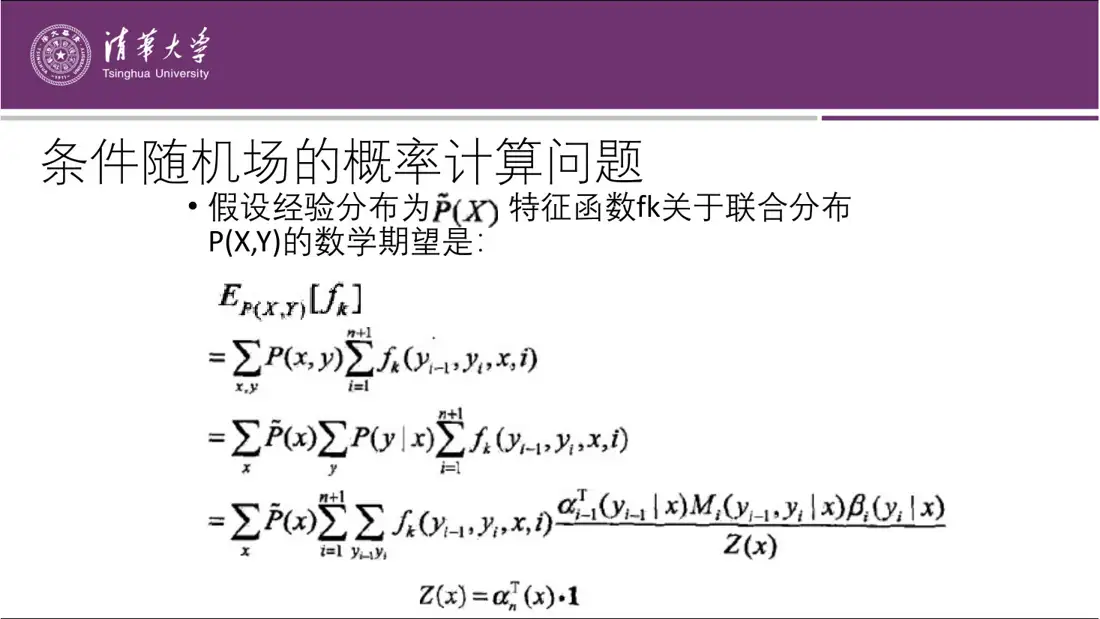 清华大学
Tsinghua University
条件随机场的概率计算问题
• 假设经验分布为 P̃(X) 特征函数fk关于联合分布
P(X,Y)的数学期望是:
E_{P(X,Y)}[f_k]
= ∑_{x,y} P(x,y) ∑_{i=1}^{n+1} f_k(y_{i-1}, y_i, x, i)
= ∑_x P̃(x) ∑_y P(y|x) ∑_{i=1}^{n+1} f_k(y_{i-1}, y_i, x, i)
= ∑_x P̃(x) ∑_{i=1}^{n+1} ∑_{y_{i-1}y_i} f_k(y_{i-1}, y_i, x, i) \frac{α_{i-1}^T(y_{i-1}|x) M_i(y_{i-1}, y_i|x) β_i(y_i|x)}{Z(x)}
Z(x) = α_n^T(x)·1